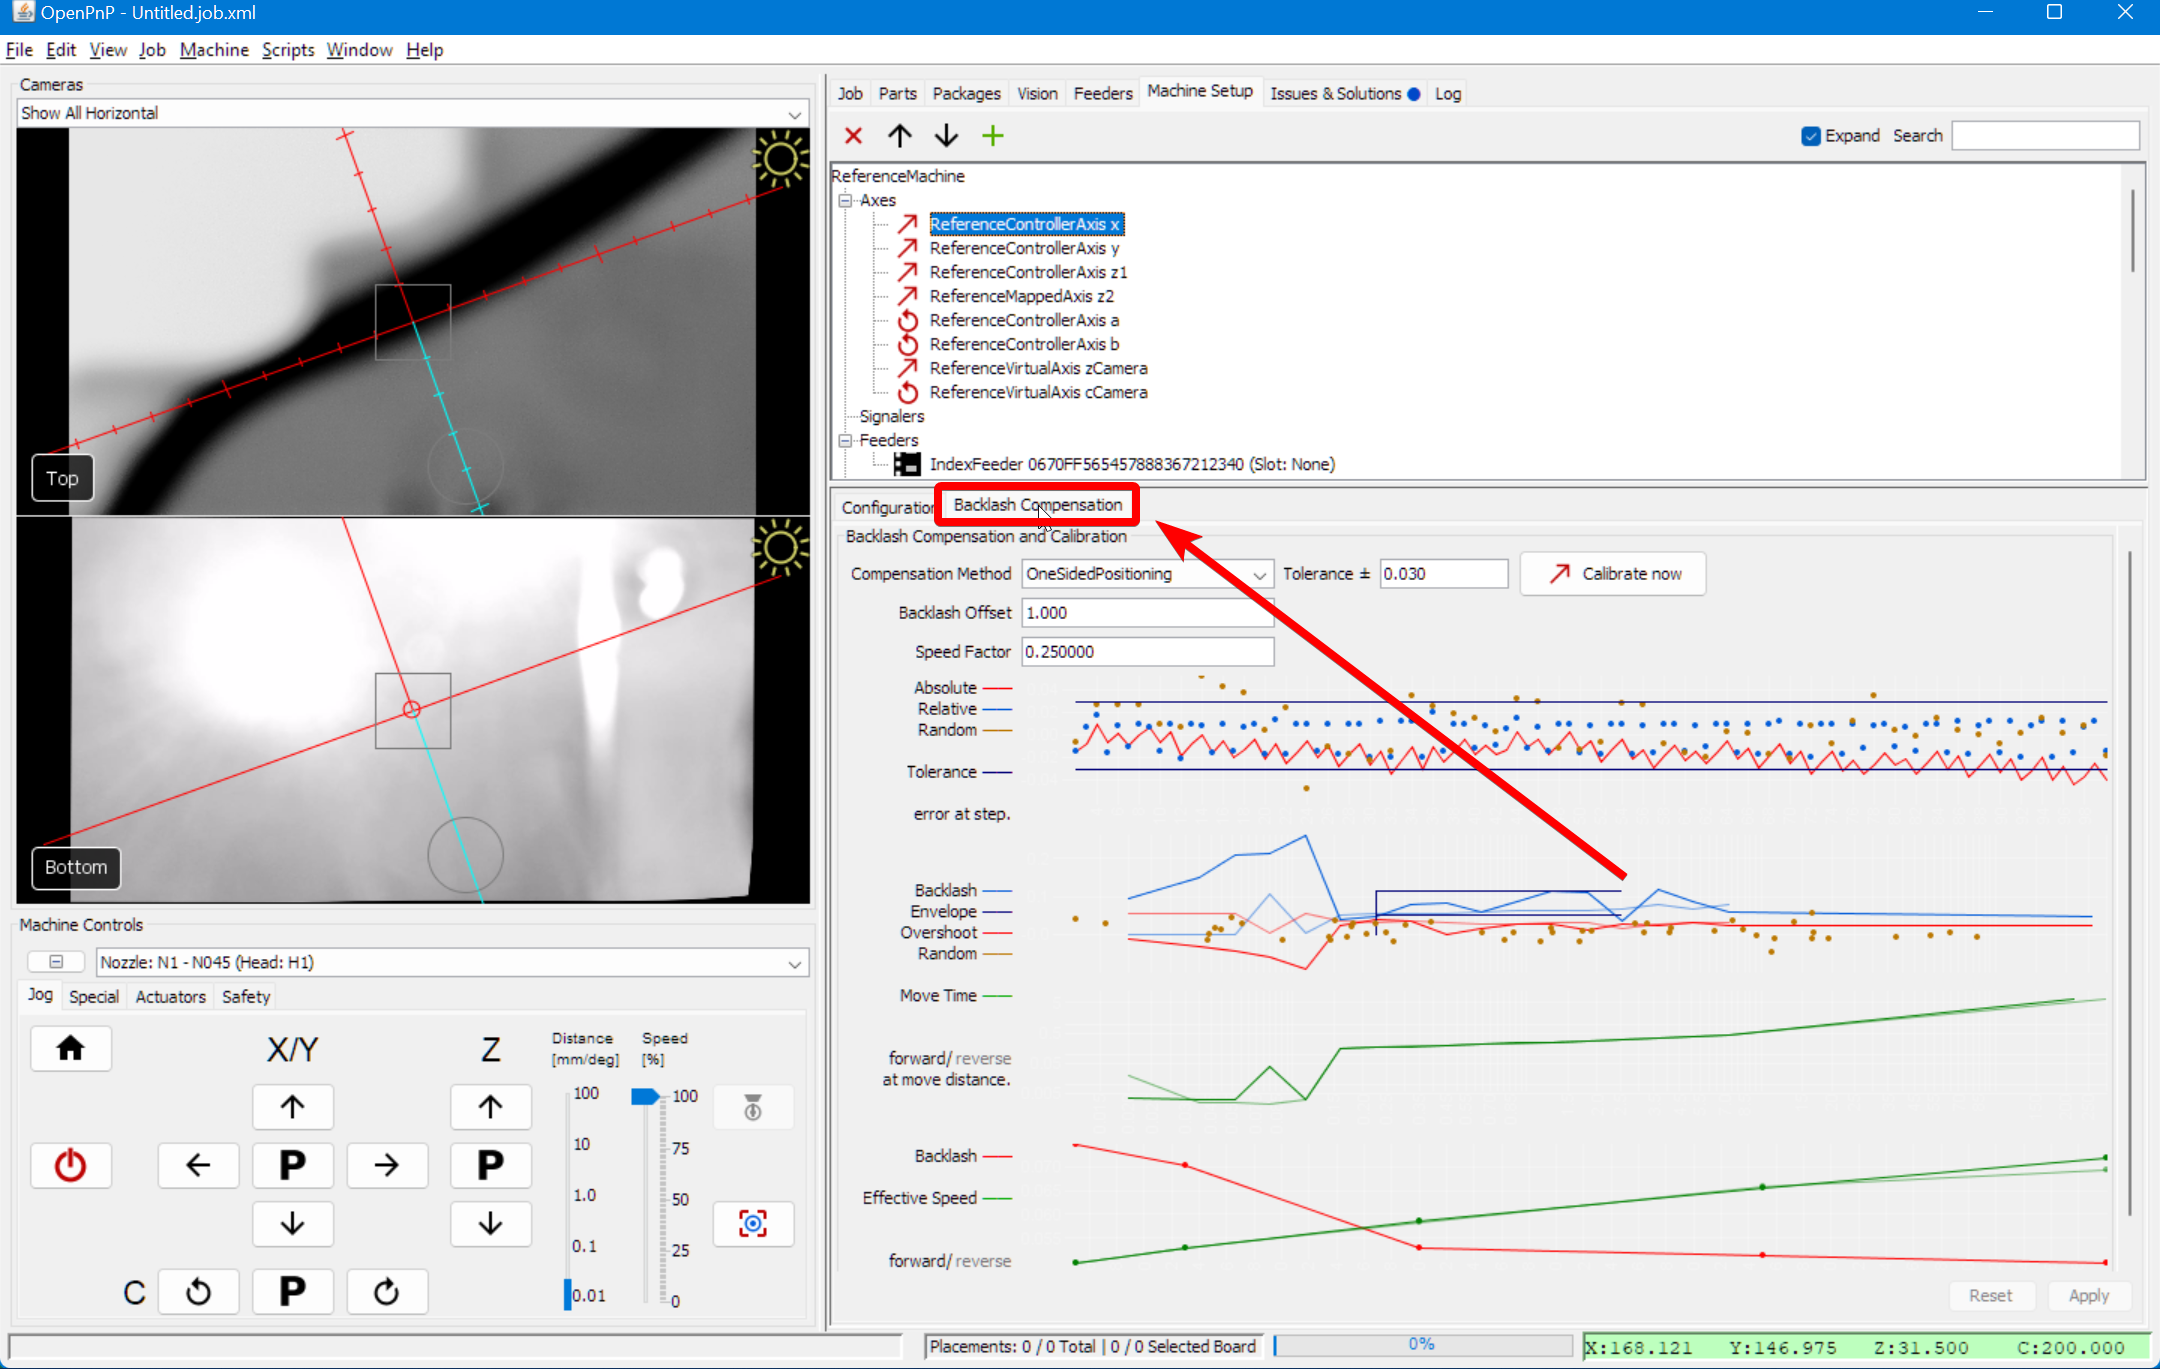 OpenPnP - Untitled.job.xml
File Edit View Job Machine Scripts Window Help
Cameras
Show All Horizontal
Top
Bottom
Machine Controls
Nozzle: N1 - N045 (Head: H1)
Jog Special Actuators Safety
X/Y Z
Distance [mm/deg]
Speed [%]
100
10
1.0
0.1
0.01
100
75
50
25
0
P P
C P
Job Parts Packages Vision Feeders Machine Setup Issues & Solutions Log
Expand Search
ReferenceMachine
Axes
ReferenceControllerAxis x
ReferenceControllerAxis y
ReferenceControllerAxis z1
ReferenceMappedAxis z2
ReferenceControllerAxis a
ReferenceControllerAxis b
ReferenceVirtualAxis zCamera
ReferenceVirtualAxis cCamera
Signalers
Feeders
IndexFeeder 0670FF565457888367212340 (Slot: None)
Configuration Backlash Compensation
Backlash Compensation and Calibration
Compensation Method OneSidedPositioning Tolerance ± 0.030 Calibrate now
Backlash Offset 1.000
Speed Factor 0.250000
Absolute
Relative
Random
Tolerance
error at step.
Backlash
Envelope
Overshoot
Random
Move Time
forward/ reverse
at move distance.
Backlash
Effective Speed
forward/ reverse
Reset Apply
Placements: 0 / 0 Total | 0 / 0 Selected Board 0% X:168.121 Y:146.975 Z:31.500 C:200.000